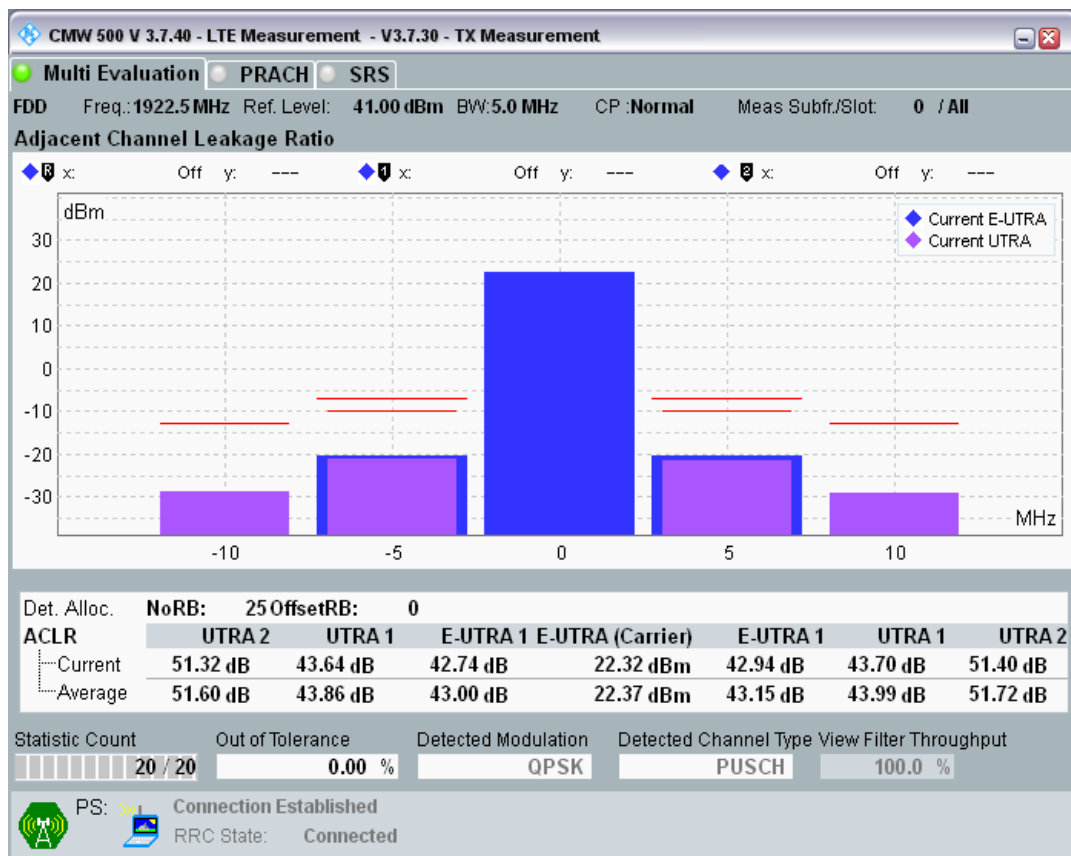 CMW 500 V 3.7.40 - LTE Measurement - V3.7.30 - TX Measurement
Multi Evaluation PRACH SRS
FDD Freq.: 1922.5 MHz Ref. Level: 41.00 dBm BW: 5.0 MHz CP : Normal Meas Subfr./Slot: 0 / All
Adjacent Channel Leakage Ratio
R x: Off y: --- 1 x: Off y: --- 2 x: Off y: ---
dBm
Current E-UTRA
Current UTRA
30
20
10
0
-10
-20
-30
MHz
-10 -5 0 5 10
Det. Alloc. NoRB: 25 OffsetRB: 0
ACLR UTRA 2 UTRA 1 E-UTRA 1 E-UTRA (Carrier) E-UTRA 1 UTRA 1 UTRA 2
Current 51.32 dB 43.64 dB 42.74 dB 22.32 dBm 42.94 dB 43.70 dB 51.40 dB
Average 51.60 dB 43.86 dB 43.00 dB 22.37 dBm 43.15 dB 43.99 dB 51.72 dB
Statistic Count Out of Tolerance Detected Modulation Detected Channel Type View Filter Throughput
20 / 20 0.00 % QPSK PUSCH 100.0 %
PS: Connection Established
RRC State: Connected